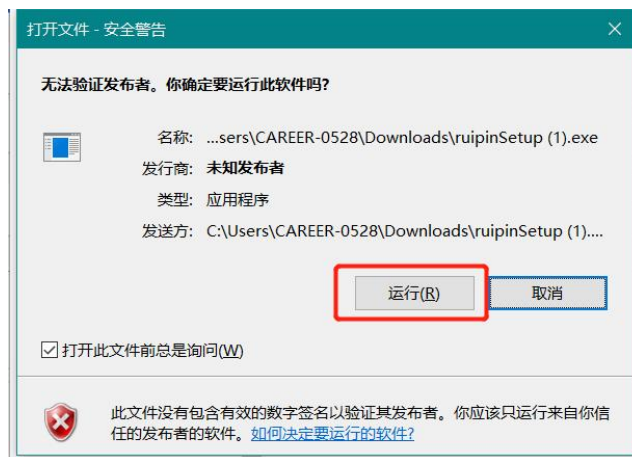 打开文件 - 安全警告
无法验证发布者。你确定要运行此软件吗?
名称: ...sers\CAREER-0528\Downloads\ruipinSetup (1).exe
发行商: 未知发布者
类型: 应用程序
发送方: C:\Users\CAREER-0528\Downloads\ruipinSetup (1)....
运行(R) 取消
打开此文件前总是询问(W)
此文件没有包含有效的数字签名以验证其发布者。你应该只运行来自你信
任的发布者的软件。如何决定要运行的软件?